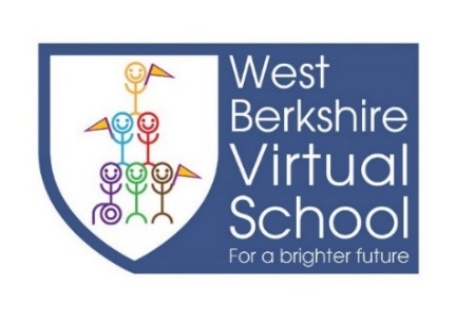 West
Berkshire
Virtual
School
For a brighter future